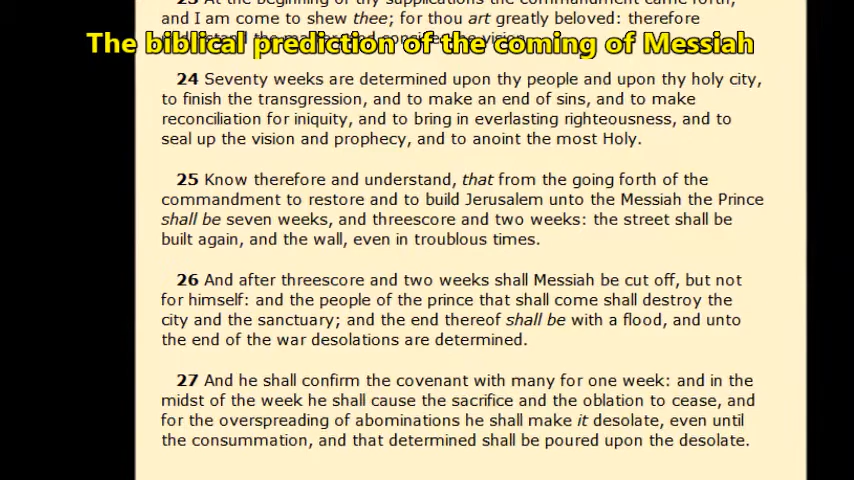 and I am come to shew thee; for thou art greatly beloved: therefore
The biblical prediction of the coming of Messiah
24 Seventy weeks are determined upon thy people and upon thy holy city,
to finish the transgression, and to make an end of sins, and to make
reconciliation for iniquity, and to bring in everlasting righteousness, and to
seal up the vision and prophecy, and to anoint the most Holy.
25 Know therefore and understand, that from the going forth of the
commandment to restore and to build Jerusalem unto the Messiah the Prince
shall be seven weeks, and threescore and two weeks: the street shall be
built again, and the wall, even in troublous times.
26 And after threescore and two weeks shall Messiah be cut off, but not
for himself: and the people of the prince that shall come shall destroy the
city and the sanctuary; and the end thereof shall be with a flood, and unto
the end of the war desolations are determined.
27 And he shall confirm the covenant with many for one week: and in the
midst of the week he shall cause the sacrifice and the oblation to cease, and
for the overspreading of abominations he shall make it desolate, even until
the consummation, and that determined shall be poured upon the desolate.